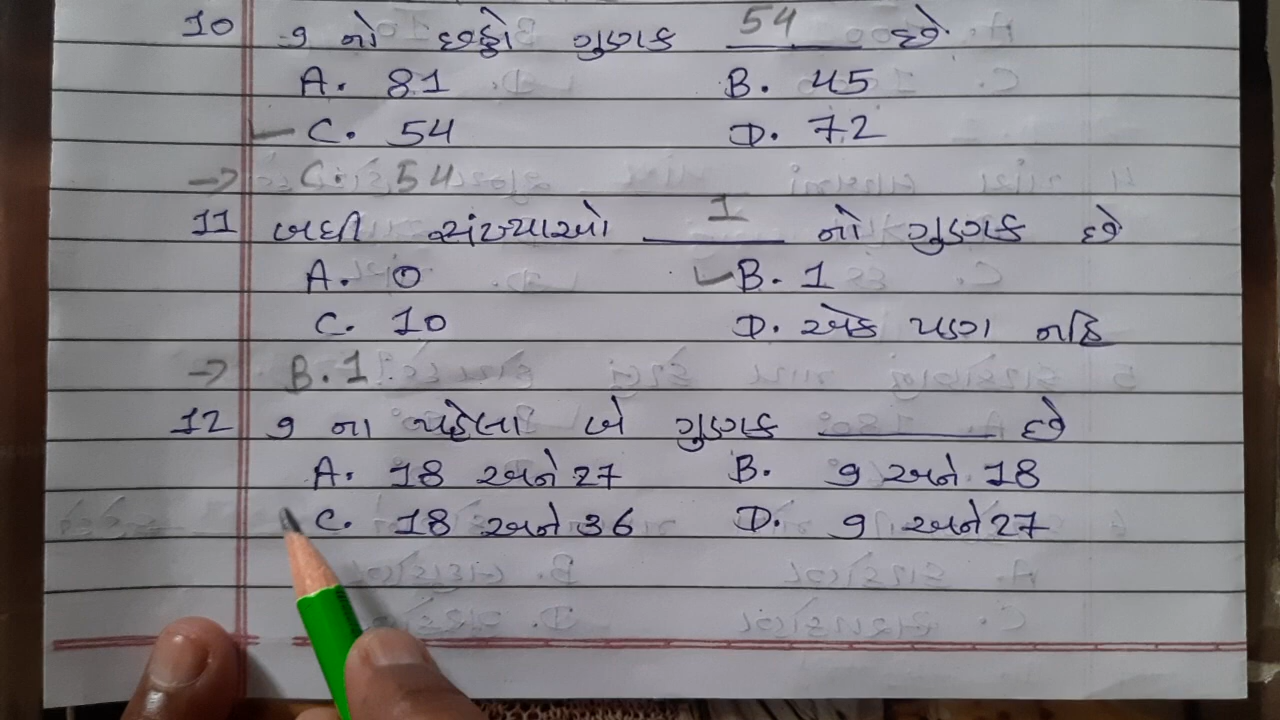 10 9 નો છઠ્ઠો ગુણક 54 છે
A. 81 B. 45
C. 54 D. 72
→ C. 54
11 બધી સંખ્યાઓ 1 નો ગુણક છે
A. 0 B. 1
C. 10 D. એક પણ નહિ
→ B. 1
12 9 ના પહેલા બે ગુણક ______ છે
A. 18 અને 27 B. 9 અને 18
C. 18 અને 36 D. 9 અને 27